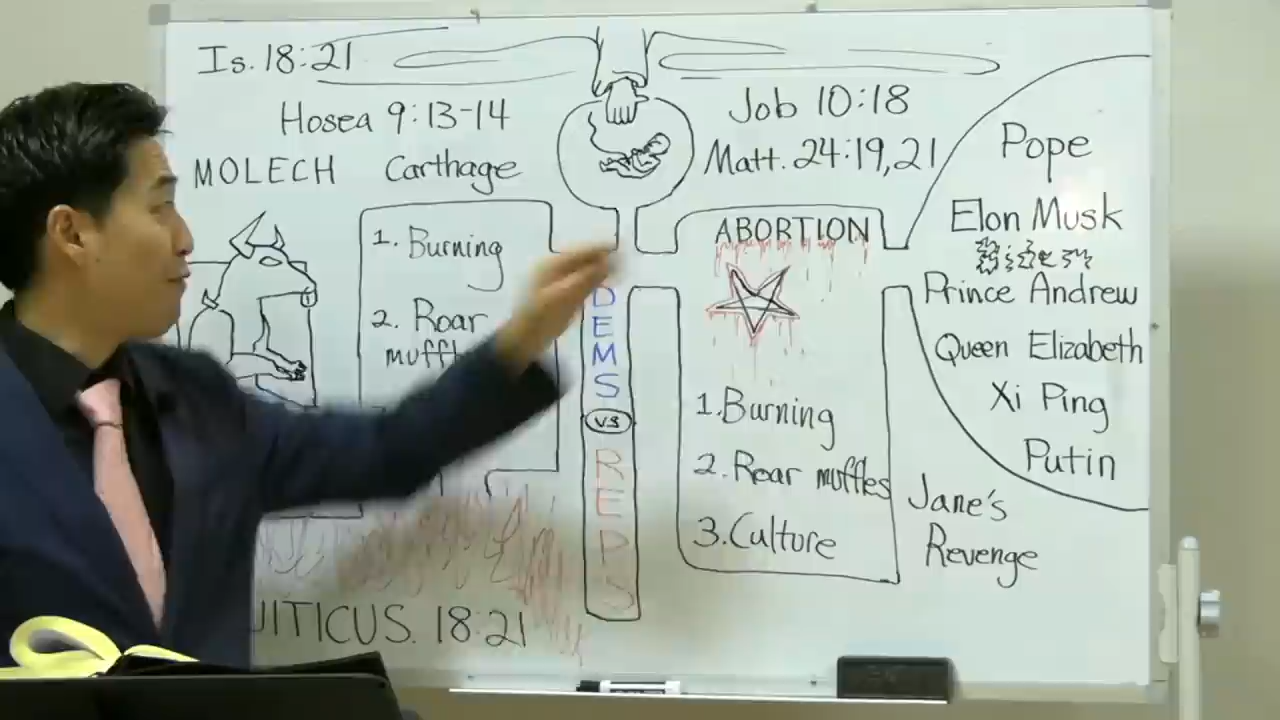 Is. 18:21
Hosea 9:13-14
MOLECH Carthage
1. Burning
2. Roar
muffl
JITICUS. 18:21
DEMS
VS
REPS
Job 10:18
Matt. 24:19,21
ABORTION
1. Burning
2. Roar muffles
3. Culture
Pope
Elon Musk
Prince Andrew
Queen Elizabeth
Xi Ping
Putin
Jane's
Revenge